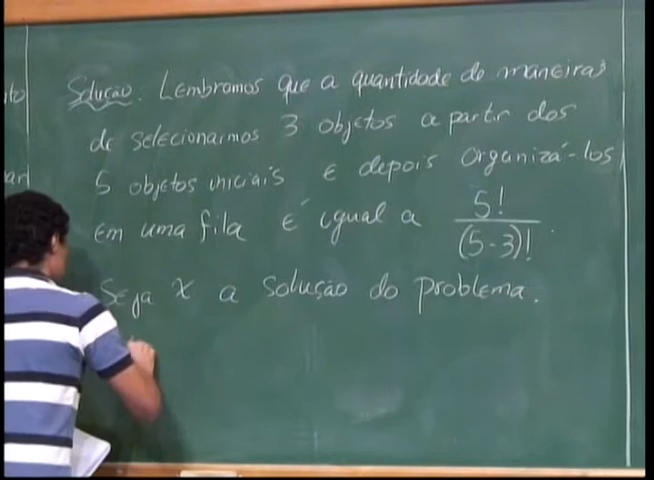 Solução. Lembramos que a quantidade de maneiras
de selecionarmos 3 objetos a partir dos
5 objetos iniciais e depois organizá-los
em uma fila é igual a 5!/(5-3)!.
Seja x a solução do problema.